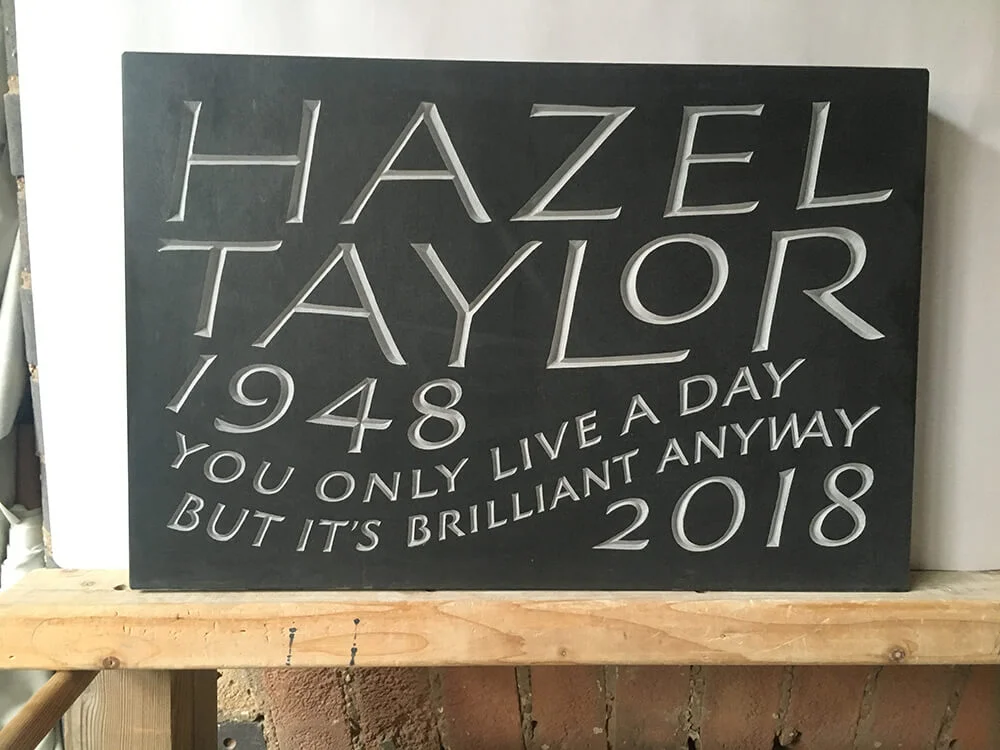 HAZEL
TAYLOR
1948
YOU ONLY LIVE A DAY
BUT IT'S BRILLIANT ANYWAY
2018